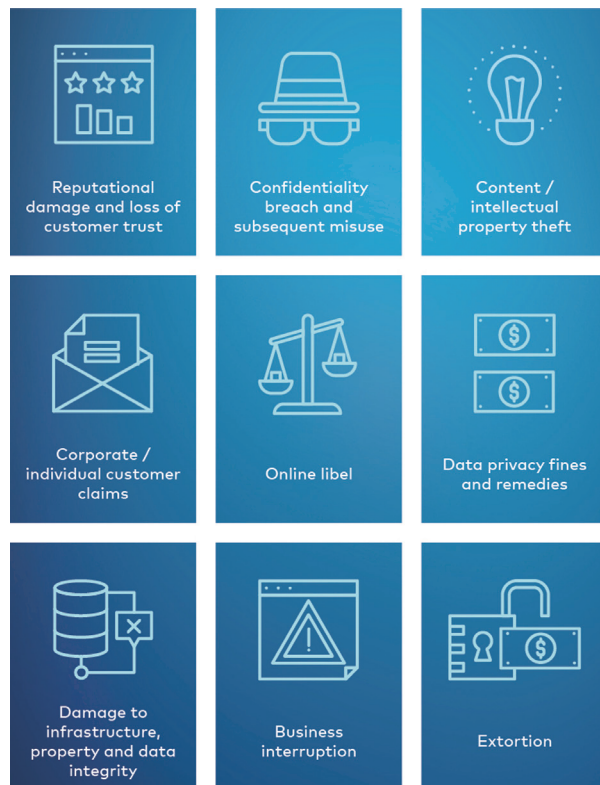 Reputational
damage and loss of
customer trust
Confidentiality
breach and
subsequent misuse
Content /
intellectual
property theft
Corporate /
individual customer
claims
Online libel
Data privacy fines
and remedies
Damage to
infrastructure,
property and data
integrity
Business
interruption
Extortion